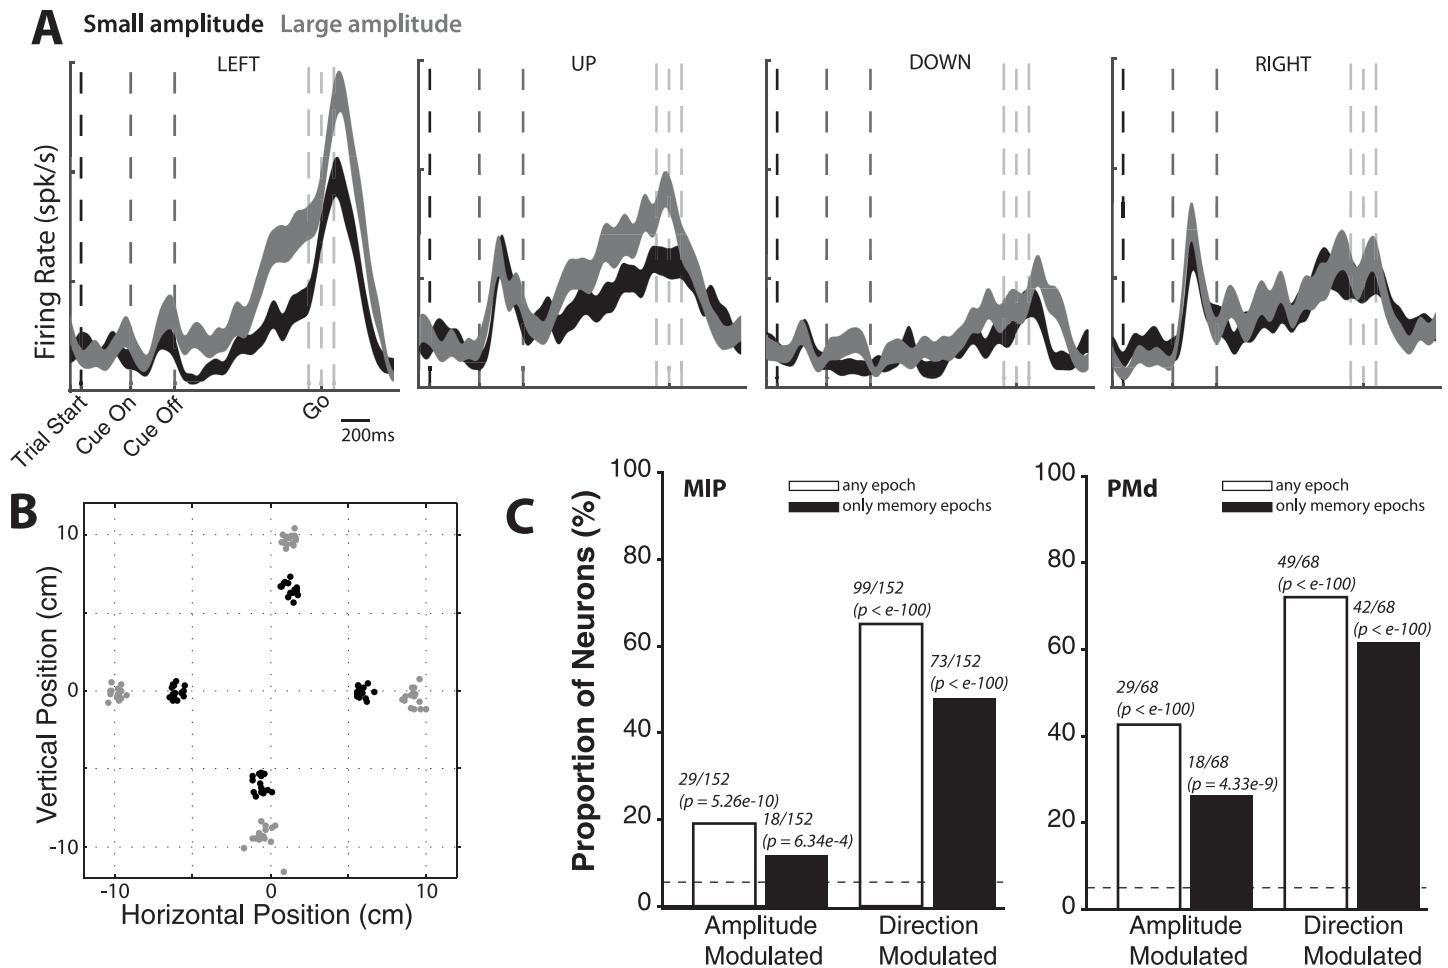 A
Small amplitude Large amplitude
LEFT
UP
DOWN
RIGHT
Firing Rate (spk/s)
Trial Start
Cue On
Cue Off
Go
200ms
B
10
0
-10
-10 0 10
Vertical Position (cm)
Horizontal Position (cm)
C
Proportion of Neurons (%)
100
80
60
40
20
0
MIP
any epoch
only memory epochs
29/152
(p = 5.26e-10)
18/152
(p = 6.34e-4)
99/152
(p < e-100)
73/152
(p < e-100)
Amplitude
Modulated
Direction
Modulated
100
80
60
40
20
0
PMd
any epoch
only memory epochs
29/68
(p < e-100)
18/68
(p = 4.33e-9)
49/68
(p < e-100)
42/68
(p < e-100)
Amplitude
Modulated
Direction
Modulated